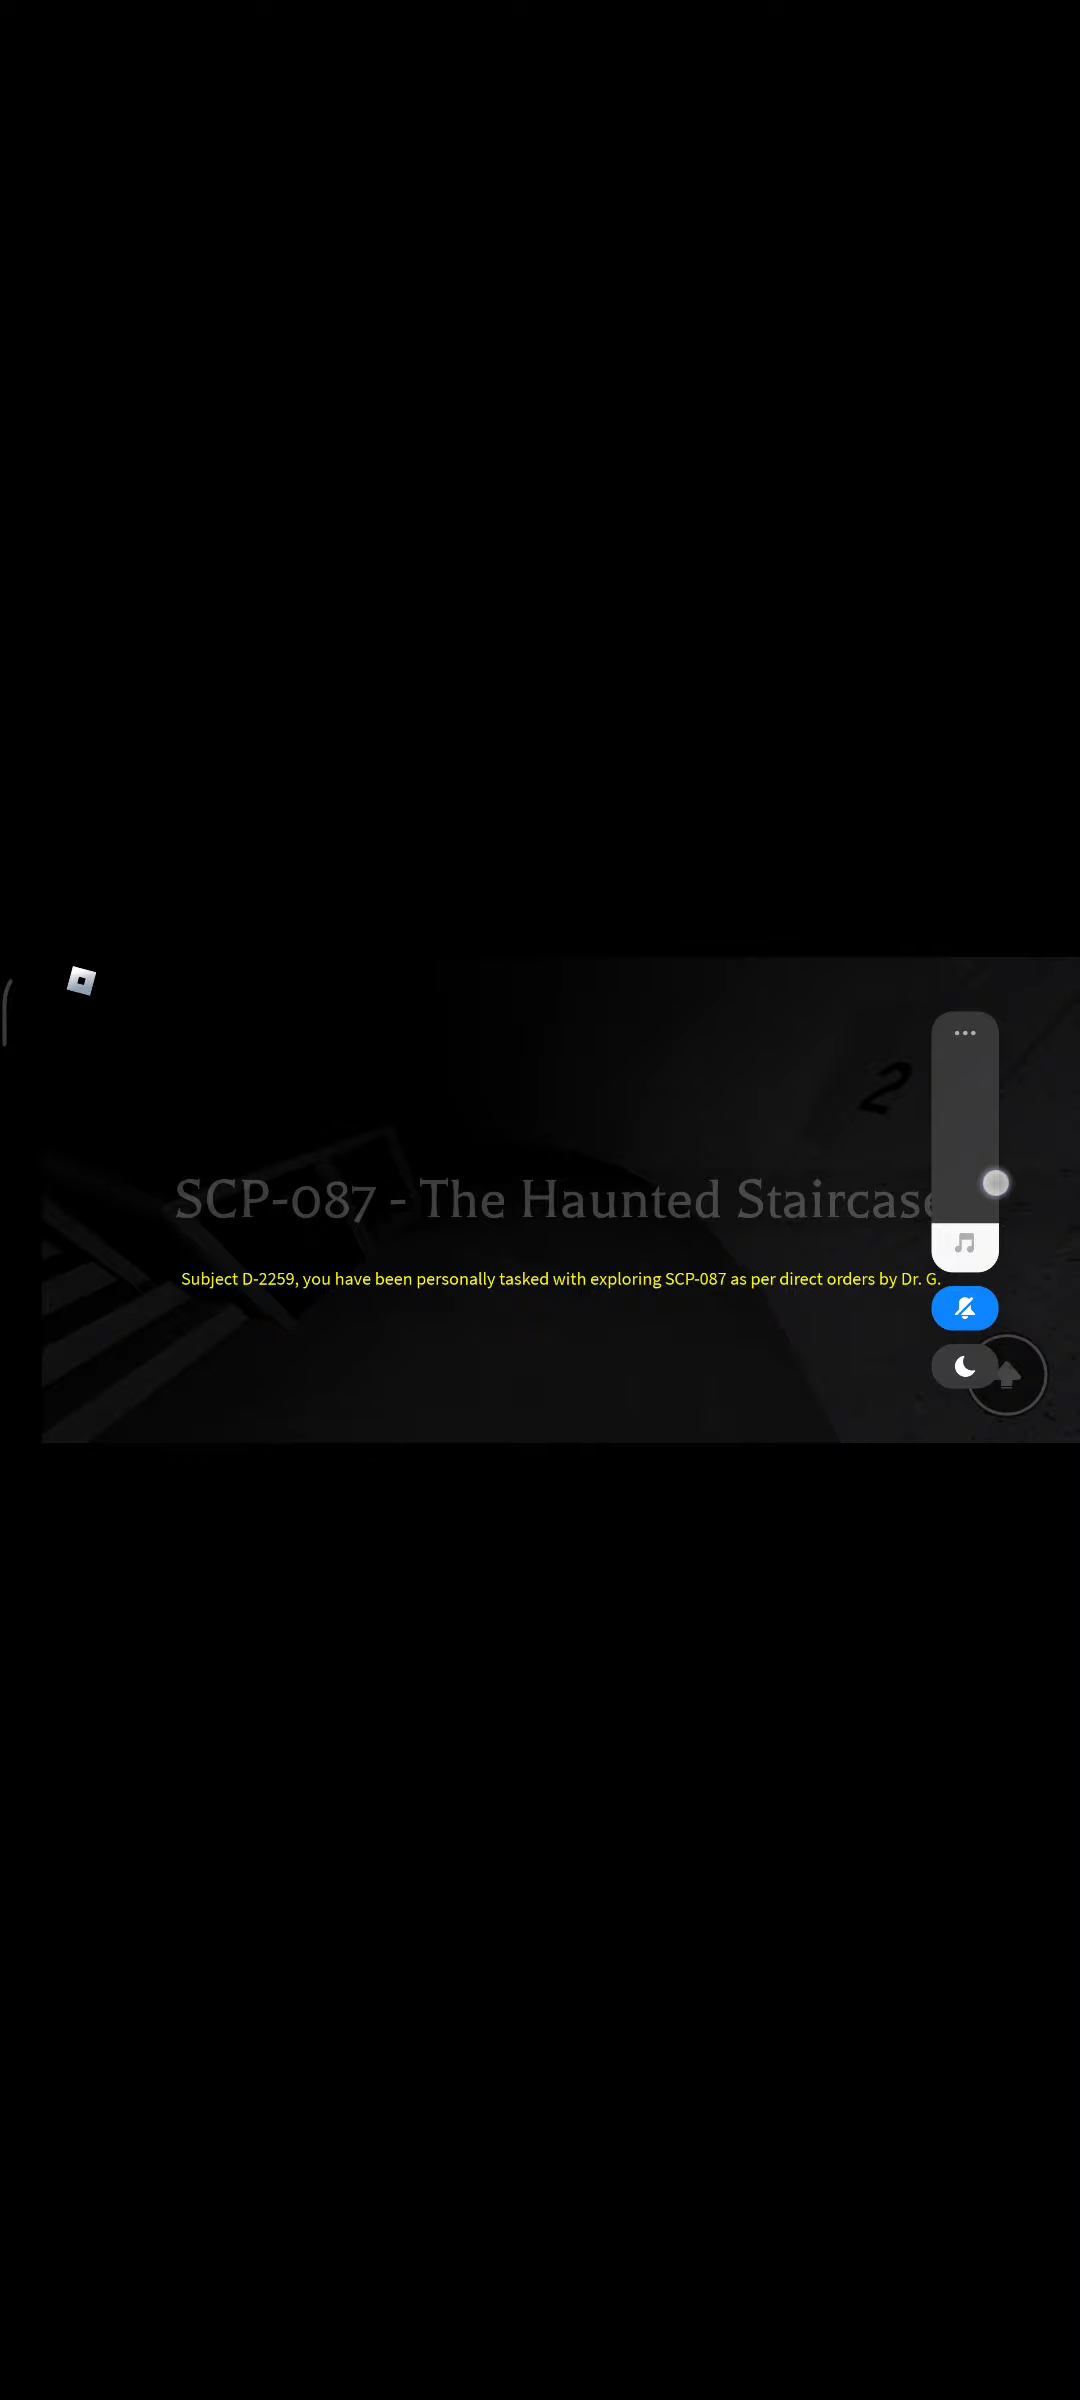 2
SCP-087 - The Haunted Staircase
Subject D-2259, you have been personally tasked with exploring SCP-087 as per direct orders by Dr. G.